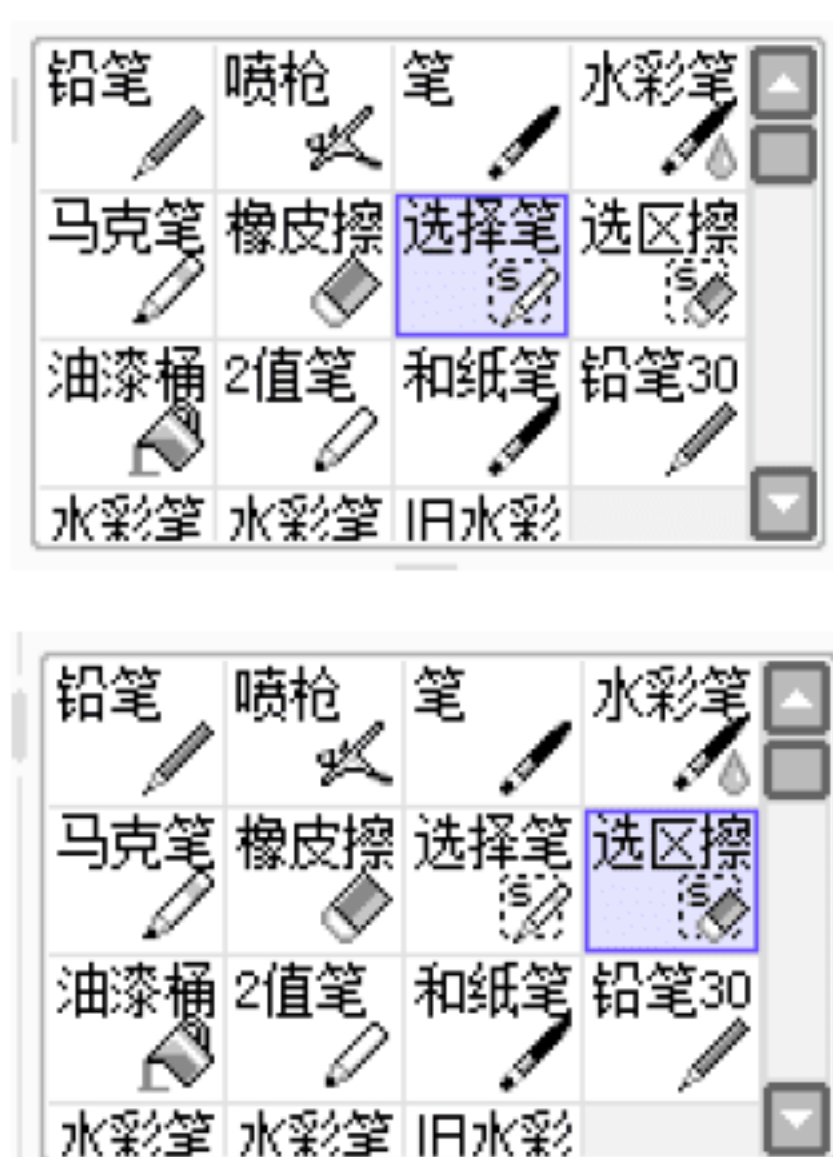 铅笔 喷枪 笔 水彩笔
马克笔 橡皮擦 选择笔 选区擦
油漆桶 2值笔 和纸笔 铅笔30
水彩笔 水彩笔 旧水彩
铅笔 喷枪 笔 水彩笔
马克笔 橡皮擦 选择笔 选区擦
油漆桶 2值笔 和纸笔 铅笔30
水彩笔 水彩笔 旧水彩